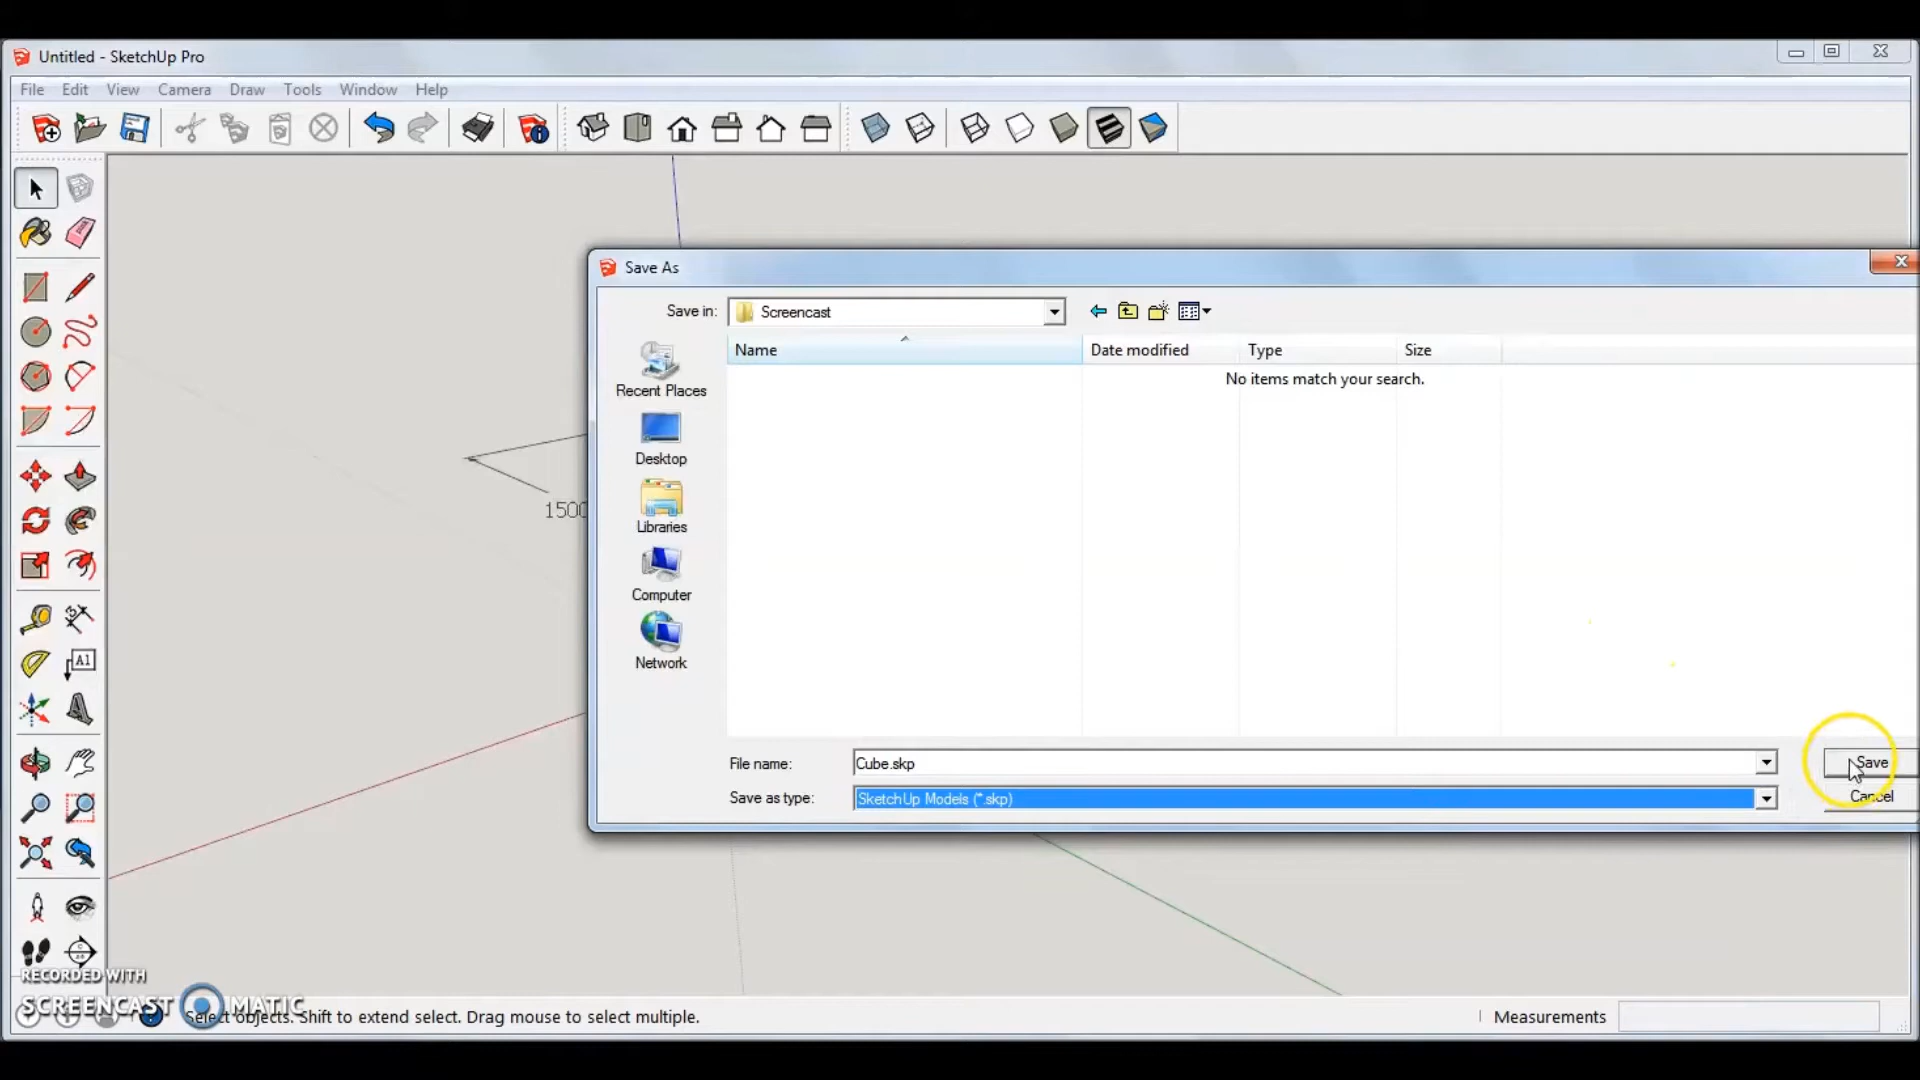 Untitled - SketchUp Pro
File Edit View Camera Draw Tools Window Help
Save As
Save in: Screencast
Name Date modified Type Size
No items match your search.
Recent Places
Desktop
Libraries
Computer
Network
1500
A1
File name: Cube.skp Save
Save as type: SketchUp Models (*.skp) Cancel
RECORDED WITH
SCREENCAST MATIC
Select objects. Shift to extend select. Drag mouse to select multiple. Measurements